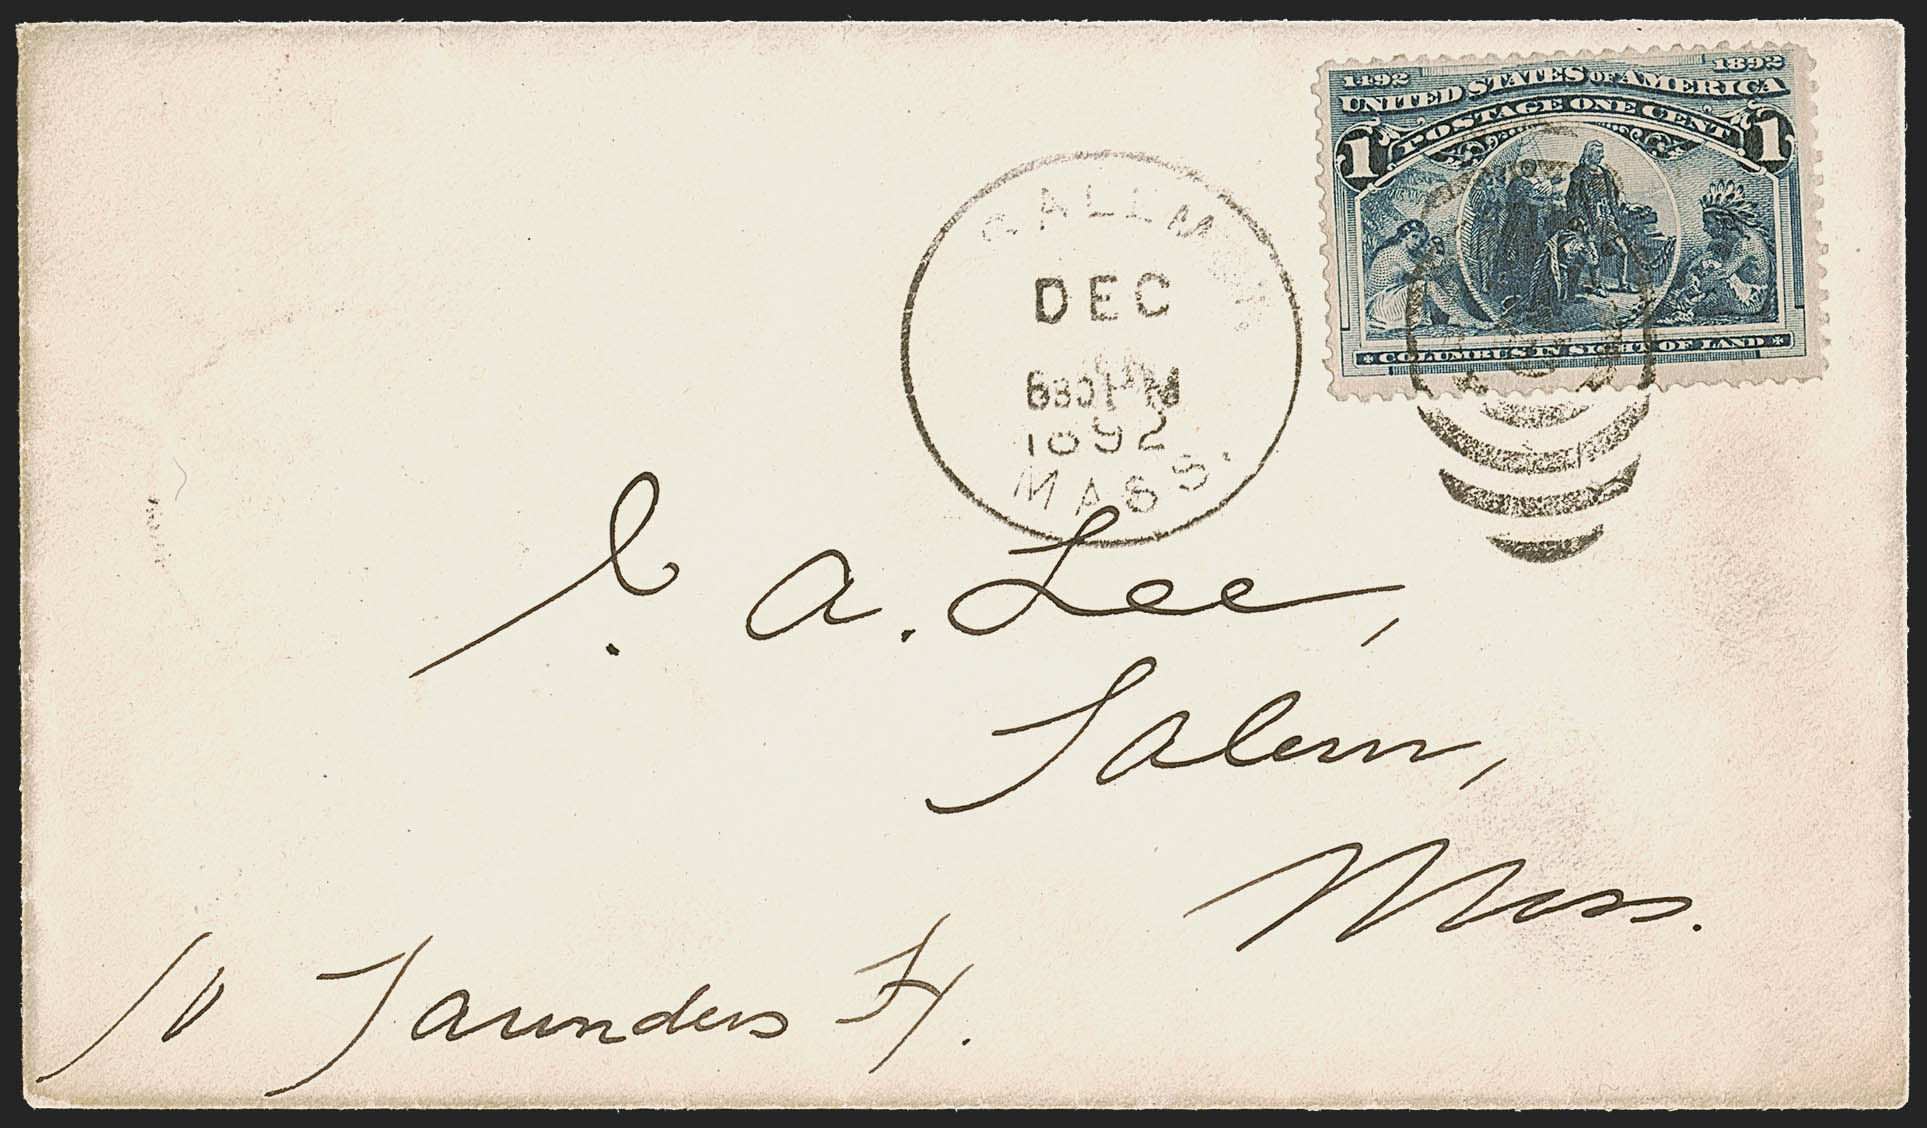 1492 1892
UNITED STATES OF AMERICA
POSTAGE ONE CENT
1 1
COLUMBUS IN SIGHT OF LAND
DEC
1892
MASS.
A. Lee,
Salem,
Mass.
10 Saunders St.